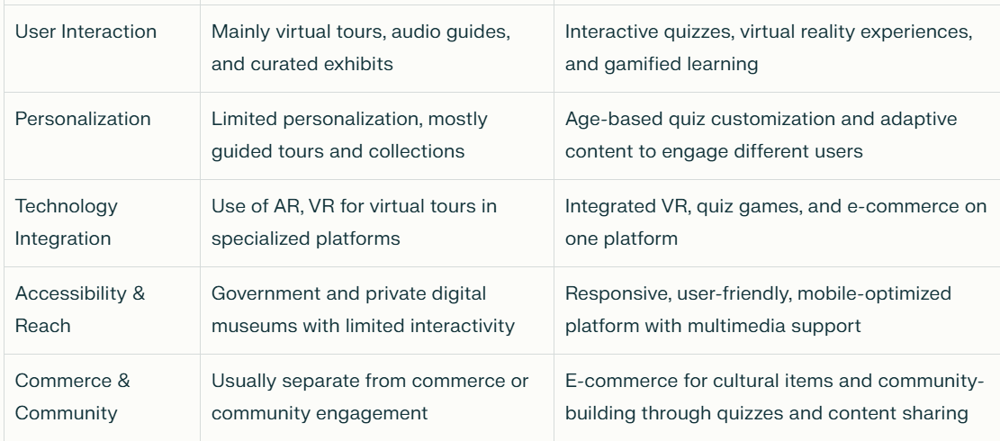 User Interaction
Mainly virtual tours, audio guides,
and curated exhibits
Interactive quizzes, virtual reality experiences,
and gamified learning
Personalization
Limited personalization, mostly
guided tours and collections
Age-based quiz customization and adaptive
content to engage different users
Technology
Integration
Use of AR, VR for virtual tours in
specialized platforms
Integrated VR, quiz games, and e-commerce on
one platform
Accessibility &
Reach
Government and private digital
museums with limited interactivity
Responsive, user-friendly, mobile-optimized
platform with multimedia support
Commerce &
Community
Usually separate from commerce or
community engagement
E-commerce for cultural items and community-
building through quizzes and content sharing